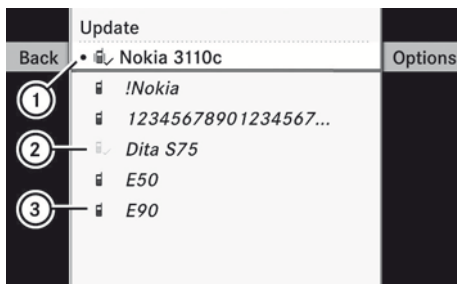 Update
Back • Nokia 3110c Options
1
!Nokia
12345678901234567...
2 Dita S75
E50
3 E90